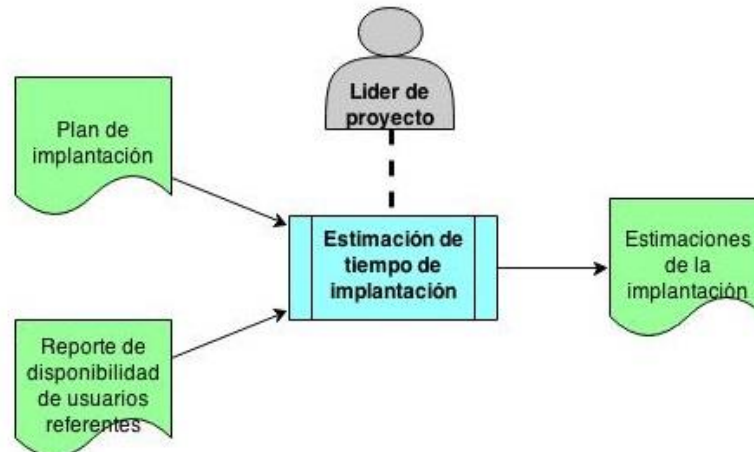 Lider de
proyecto
Plan de
implantación
Estimación de
tiempo de
implantación
Estimaciones
de la
implantación
Reporte de
disponibilidad
de usuarios
referentes